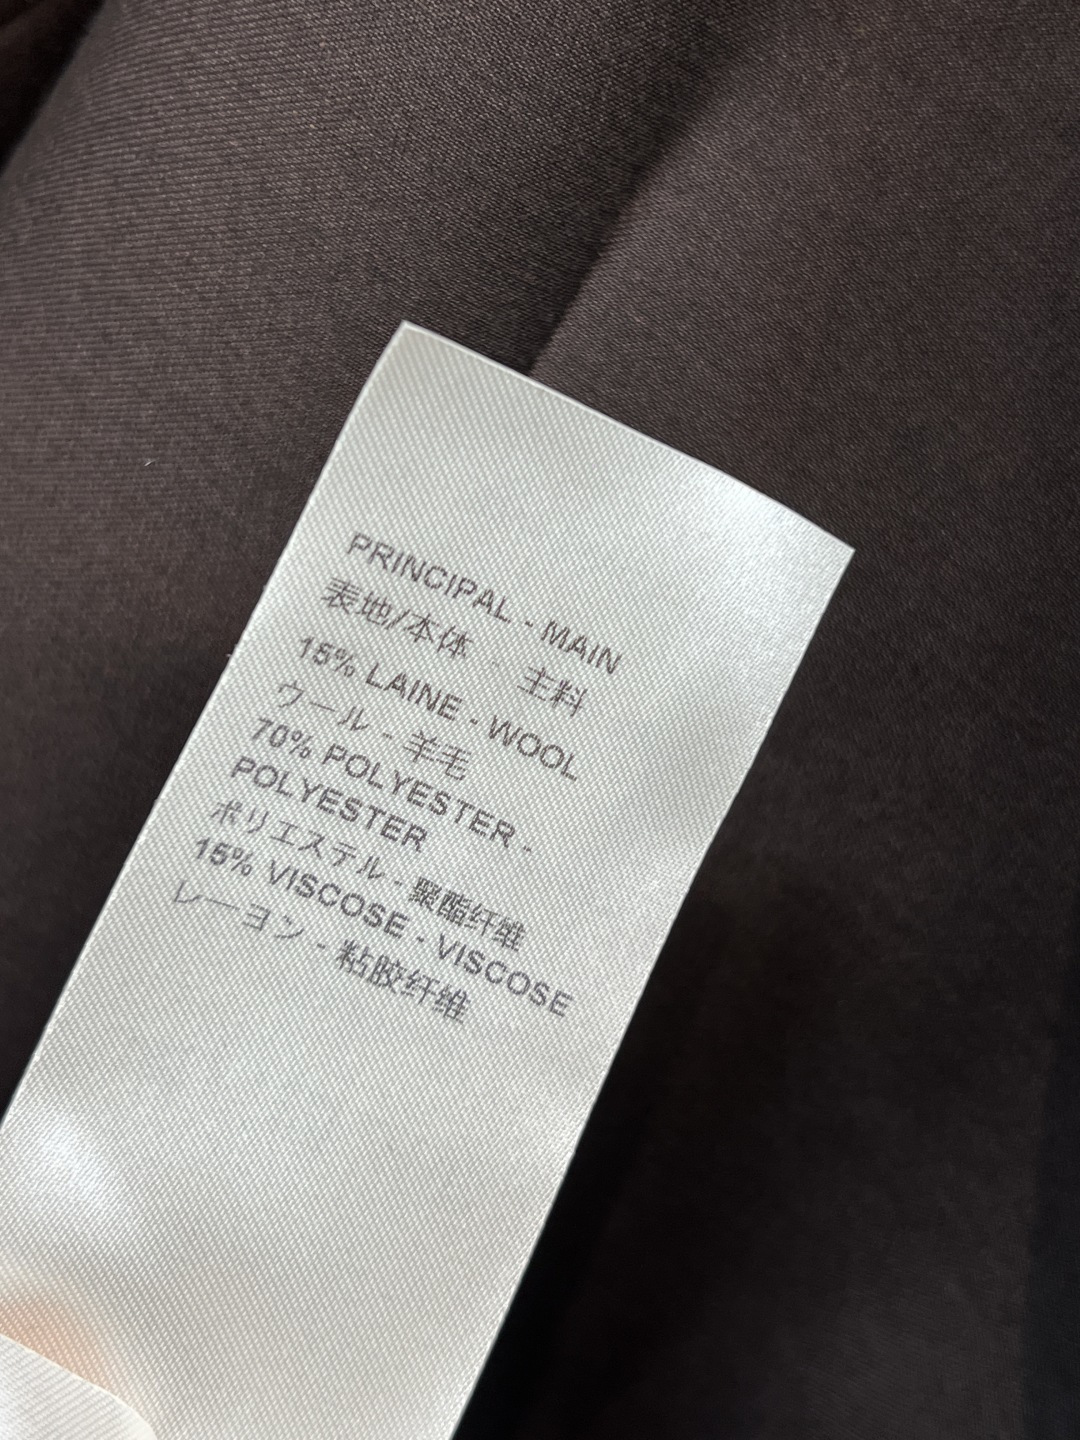 PRINCIPAL - MAIN
表地/本体 - 主料
15% LAINE - WOOL
ウール - 羊毛
70% POLYESTER -
POLYESTER
ポリエステル - 聚酯纤维
15% VISCOSE - VISCOSE
レーヨン - 粘胶纤维